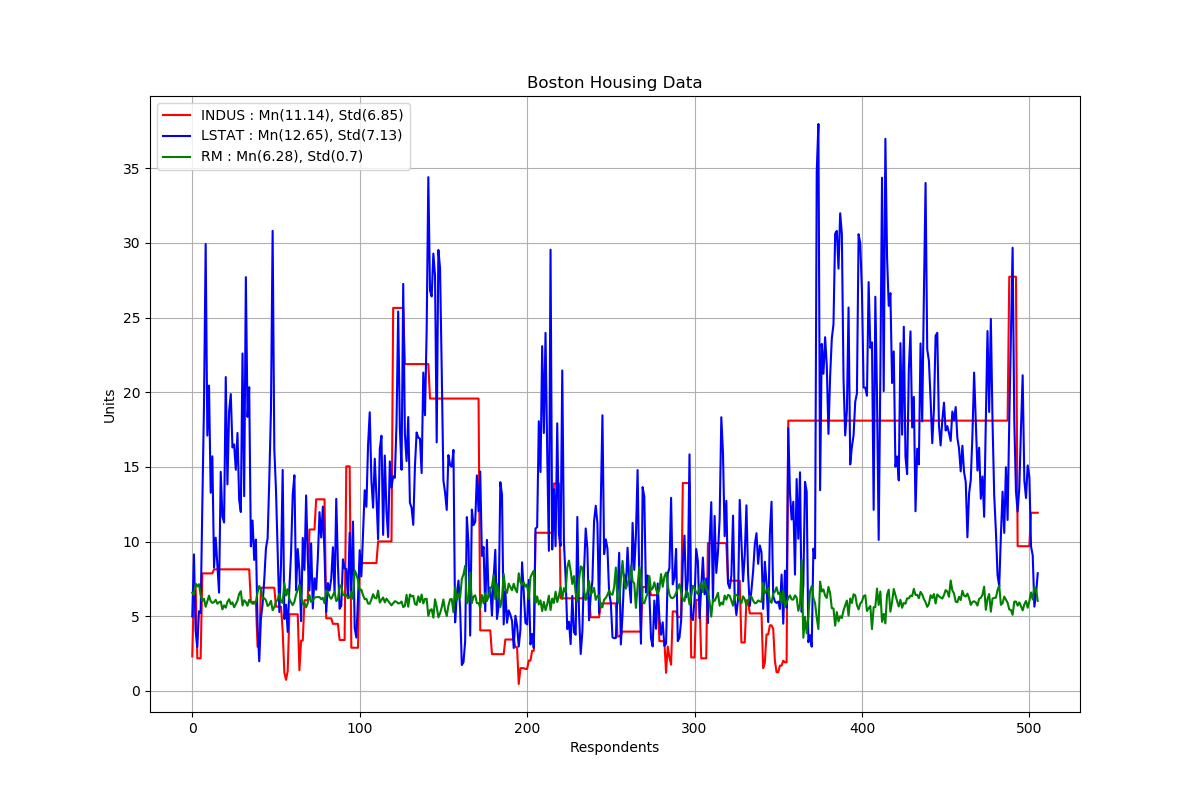 Boston Housing Data
INDUS : Mn(11.14), Std(6.85)
LSTAT : Mn(12.65), Std(7.13)
RM : Mn(6.28), Std(0.7)
35
30
25
20
15
10
5
0
Units
0 100 200 300 400 500
Respondents